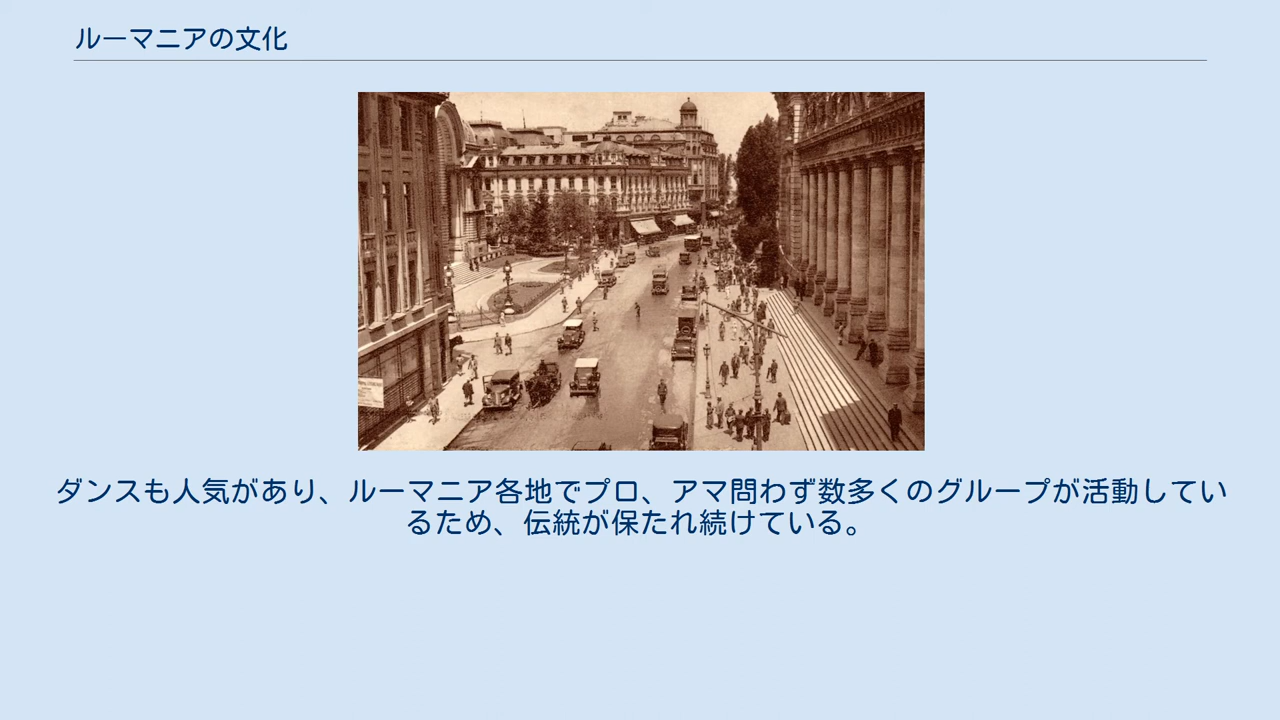 ルーマニアの文化
ダンスも人気があり、ルーマニア各地でプロ、アマ問わず数多くのグループが活動してい
るため、伝統が保たれ続けている。